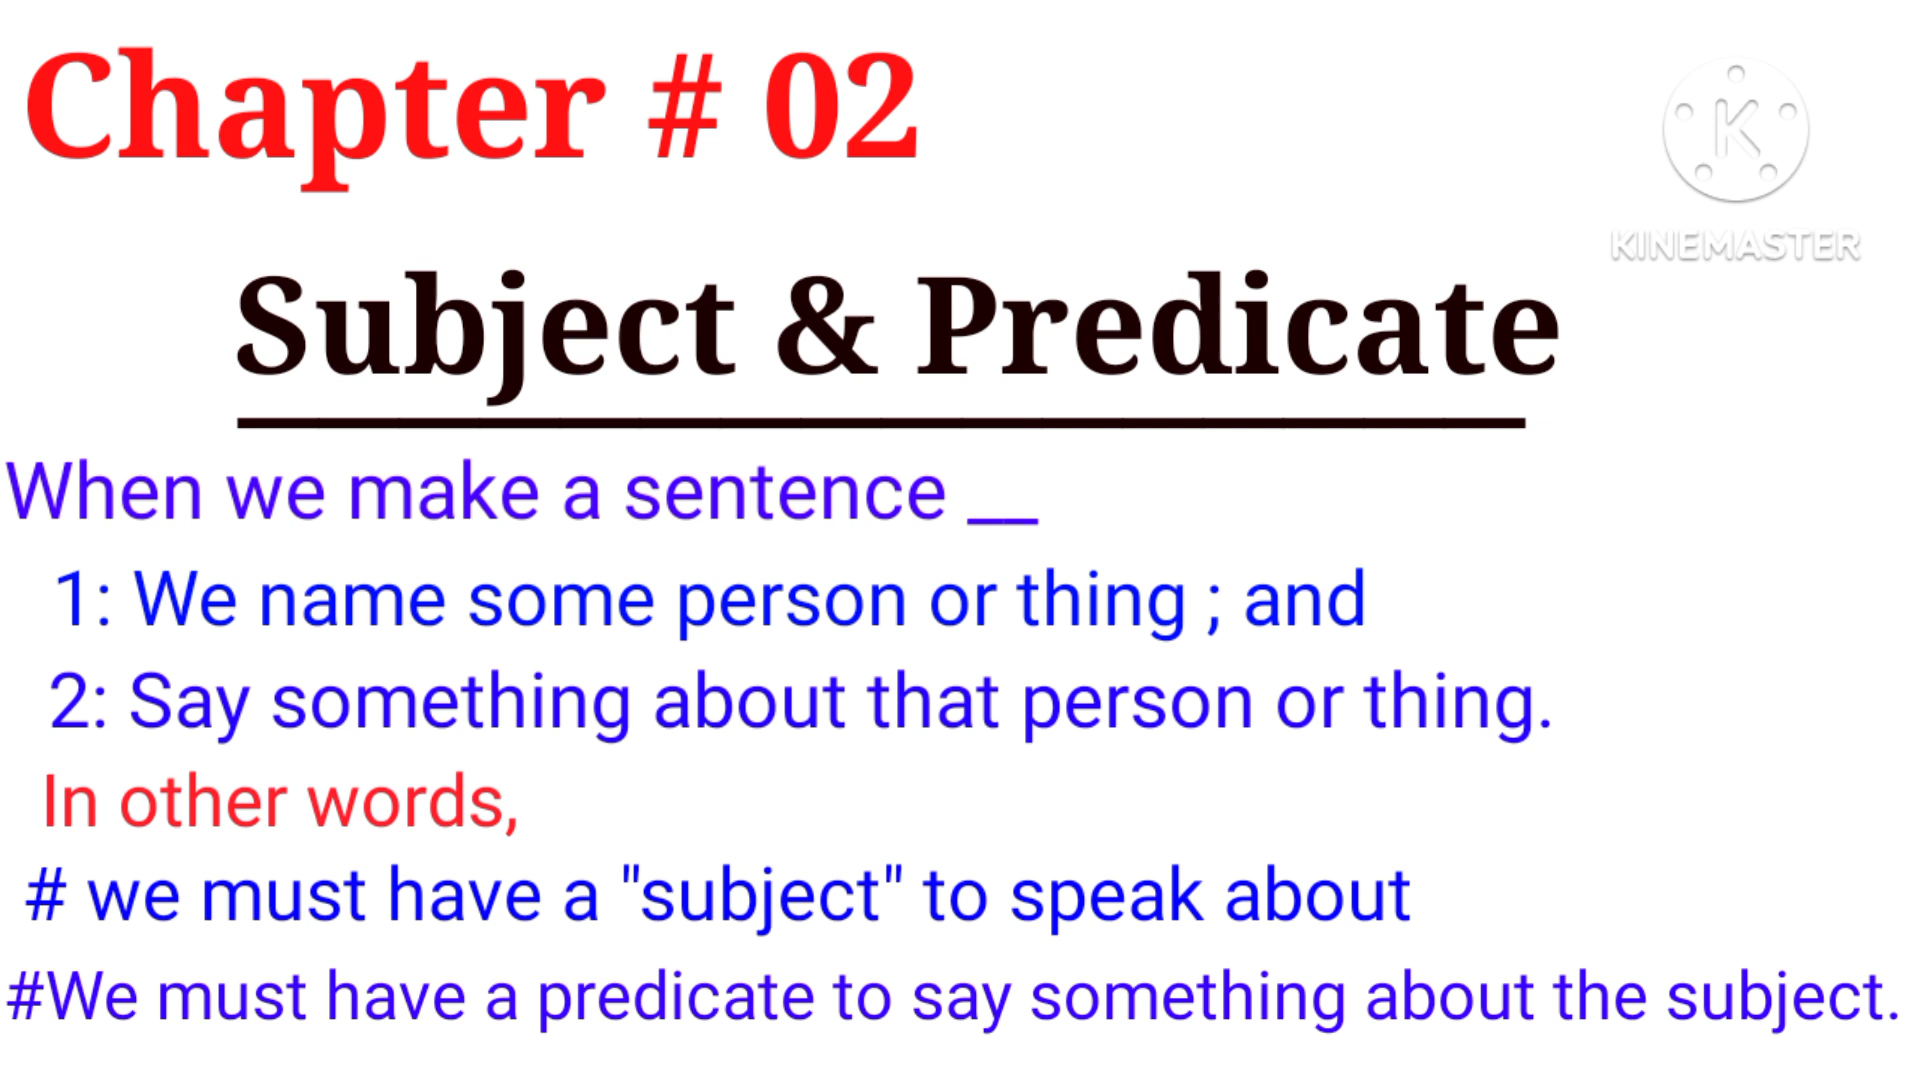 Chapter # 02
K
KINEMASTER
Subject & Predicate
When we make a sentence __
1: We name some person or thing ; and
2: Say something about that person or thing.
In other words,
# we must have a "subject" to speak about
#We must have a predicate to say something about the subject.